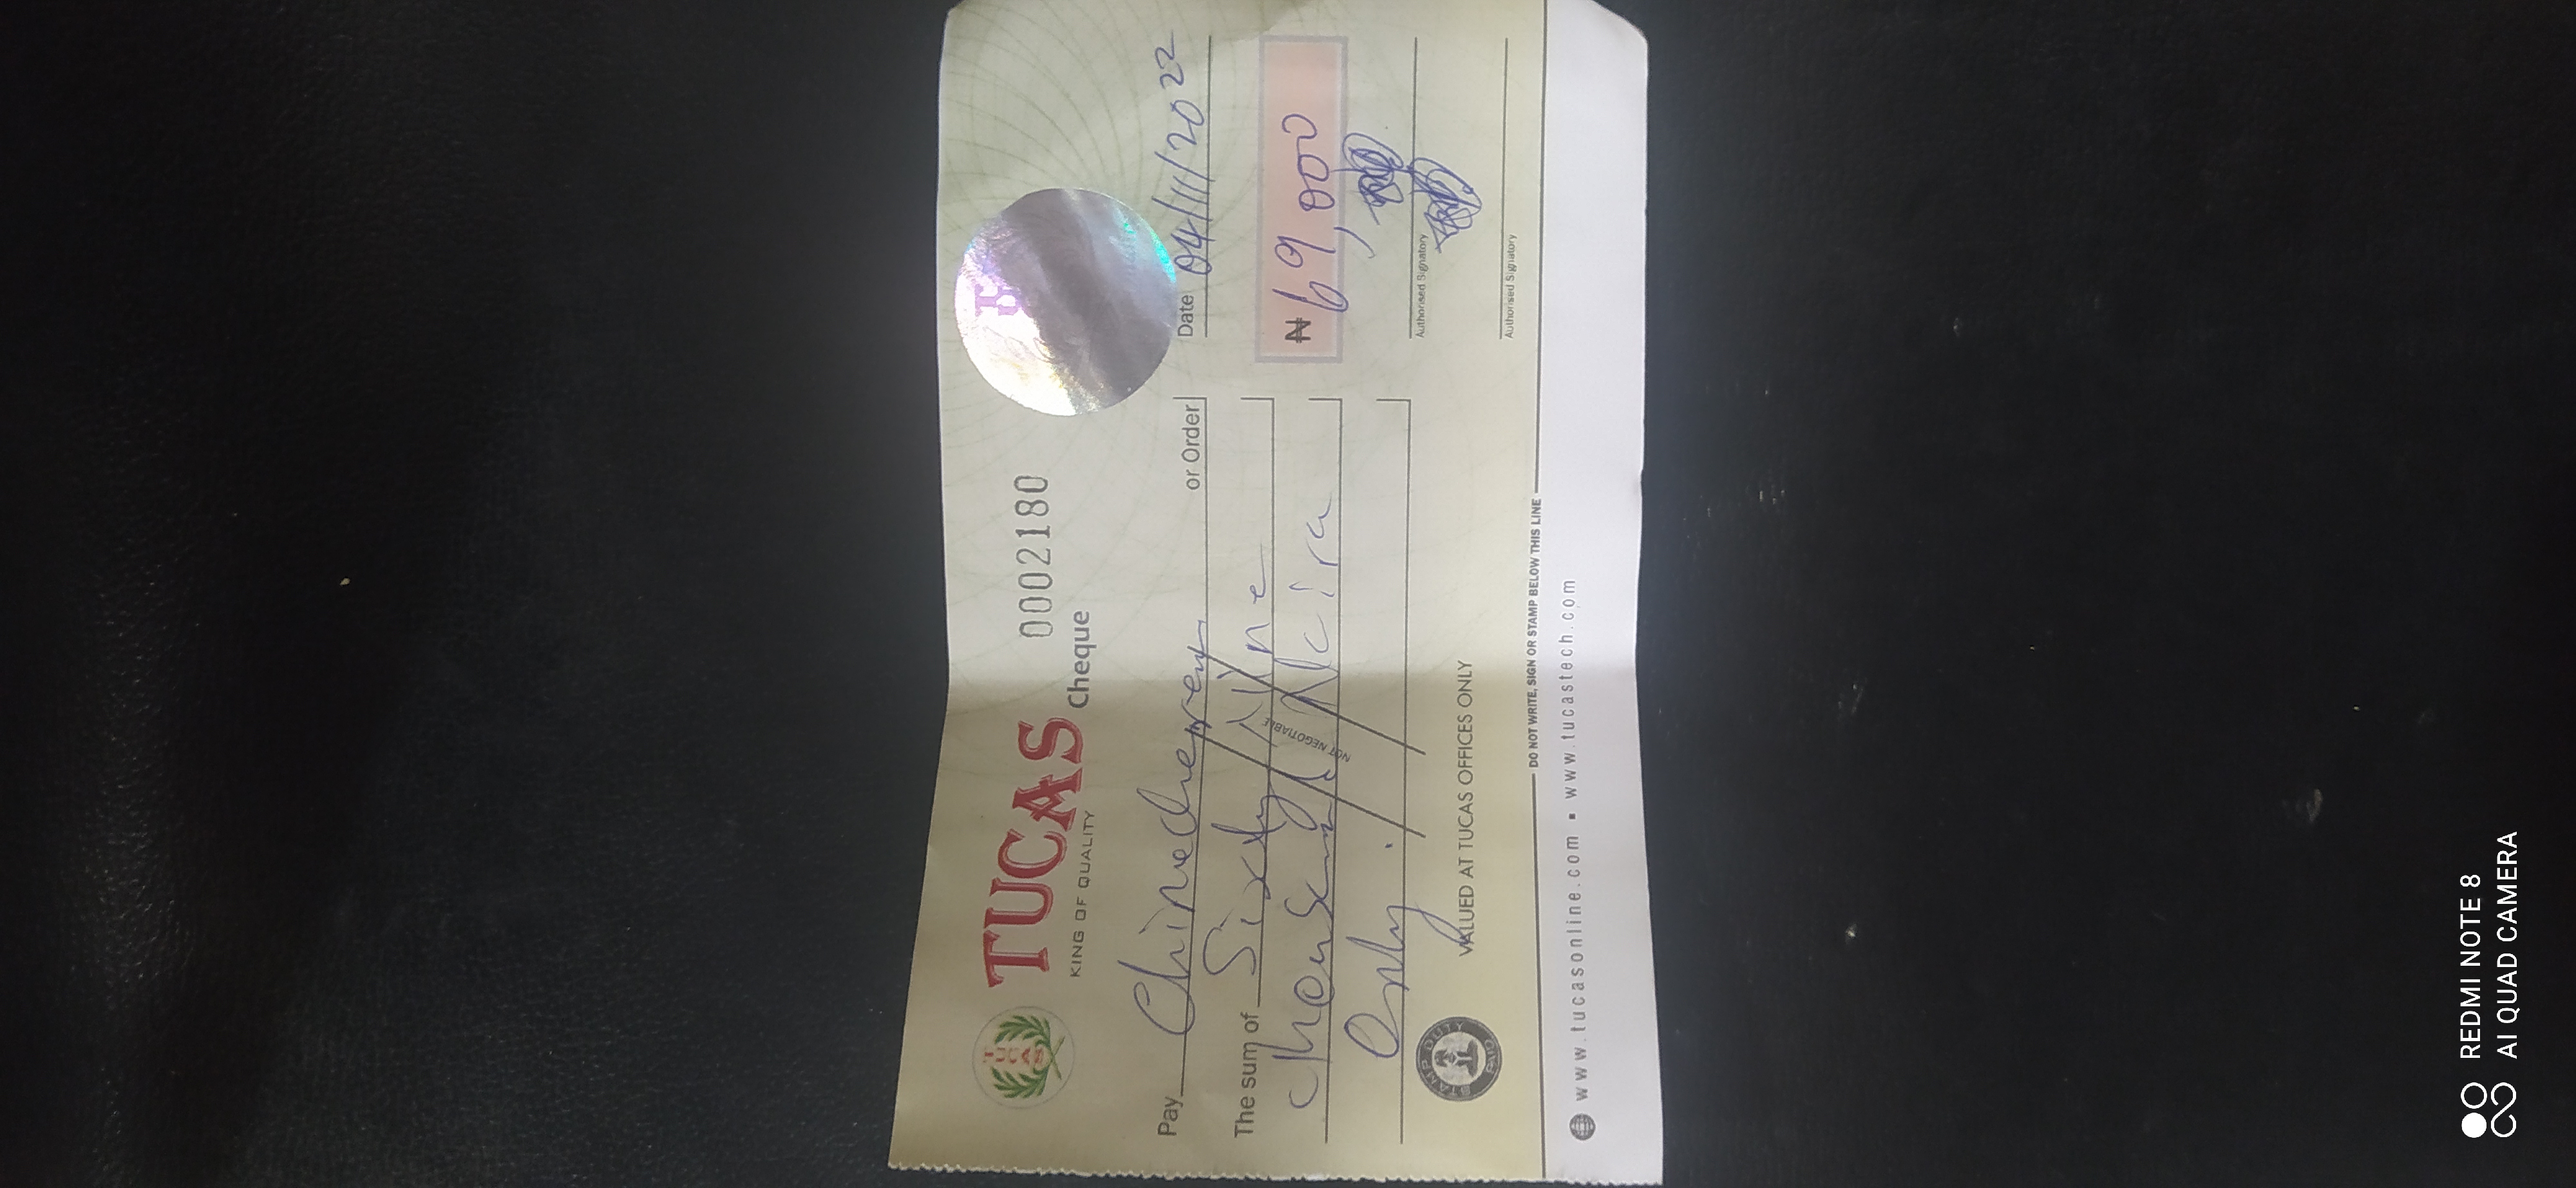 TUCAS
KING OF QUALITY
TUCAS
0002180
Cheque
Pay Chinecherem or Order
Date 04/11/2022
The sum of Sixty Nine
thousand Naira
Only.
₦ 69,000
NOT NEGOTIABLE
Authorised Signatory
Authorised Signatory
STAMP DUTY PAID
VALUED AT TUCAS OFFICES ONLY
DO NOT WRITE, SIGN OR STAMP BELOW THIS LINE
www.tucasonline.com ▪ www.tucastech.com
REDMI NOTE 8
AI QUAD CAMERA